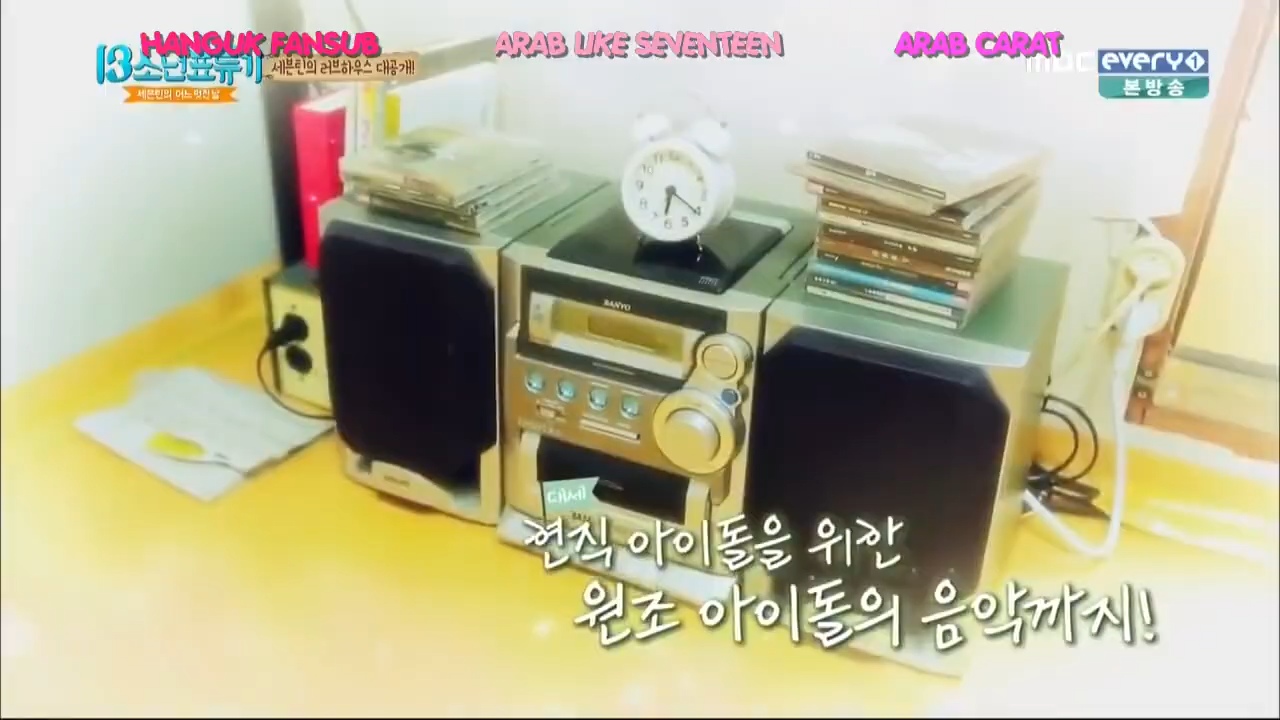 HANGUK FANSUB
ARAB LIKE SEVENTEEN
ARAB CARAT
13소년표류기
세븐틴의 러브하우스 대공개!
세븐틴의 어느 멋진 날
mbc every1
본방송
SANYO
대세
현직 아이돌을 위한
원조 아이돌의 음악까지!